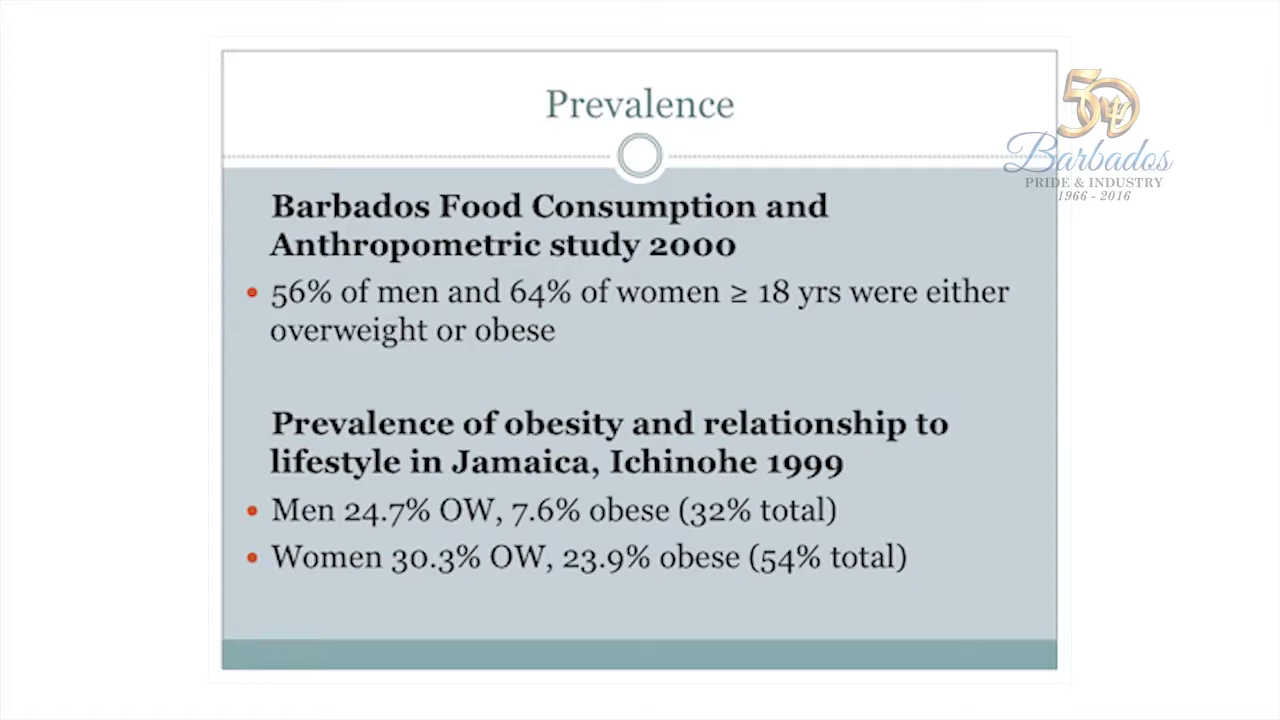 Prevalence
50
Barbados
PRIDE & INDUSTRY
1966 - 2016
Barbados Food Consumption and
Anthropometric study 2000
• 56% of men and 64% of women ≥ 18 yrs were either
overweight or obese
Prevalence of obesity and relationship to
lifestyle in Jamaica, Ichinohe 1999
• Men 24.7% OW, 7.6% obese (32% total)
• Women 30.3% OW, 23.9% obese (54% total)